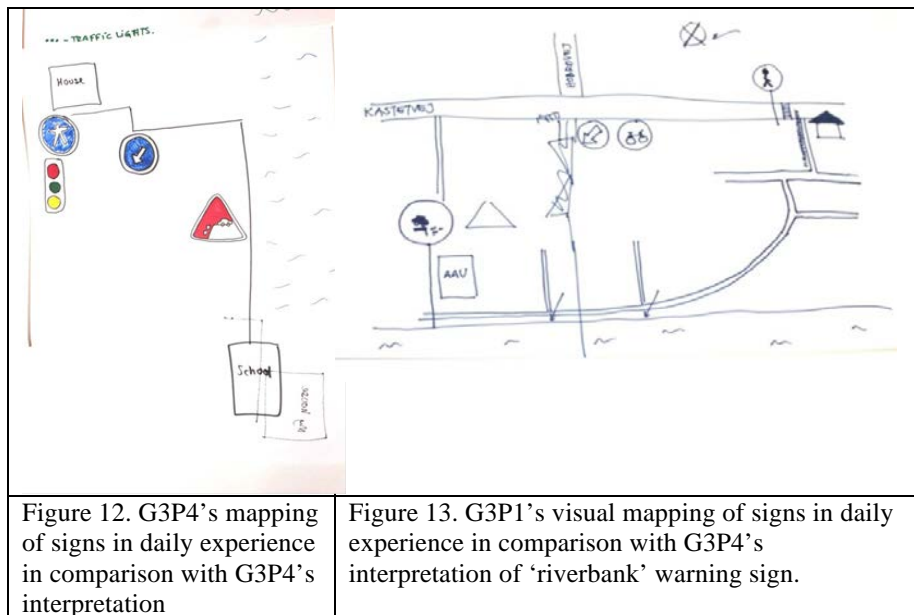 ... - TRAFFIC LIGHTS.
HOUSE
School
KASTETVEJ
AAU
Figure 12. G3P4's mapping
of signs in daily experience
in comparison with G3P4's
interpretation
Figure 13. G3P1's visual mapping of signs in daily
experience in comparison with G3P4's
interpretation of ‘riverbank’ warning sign.